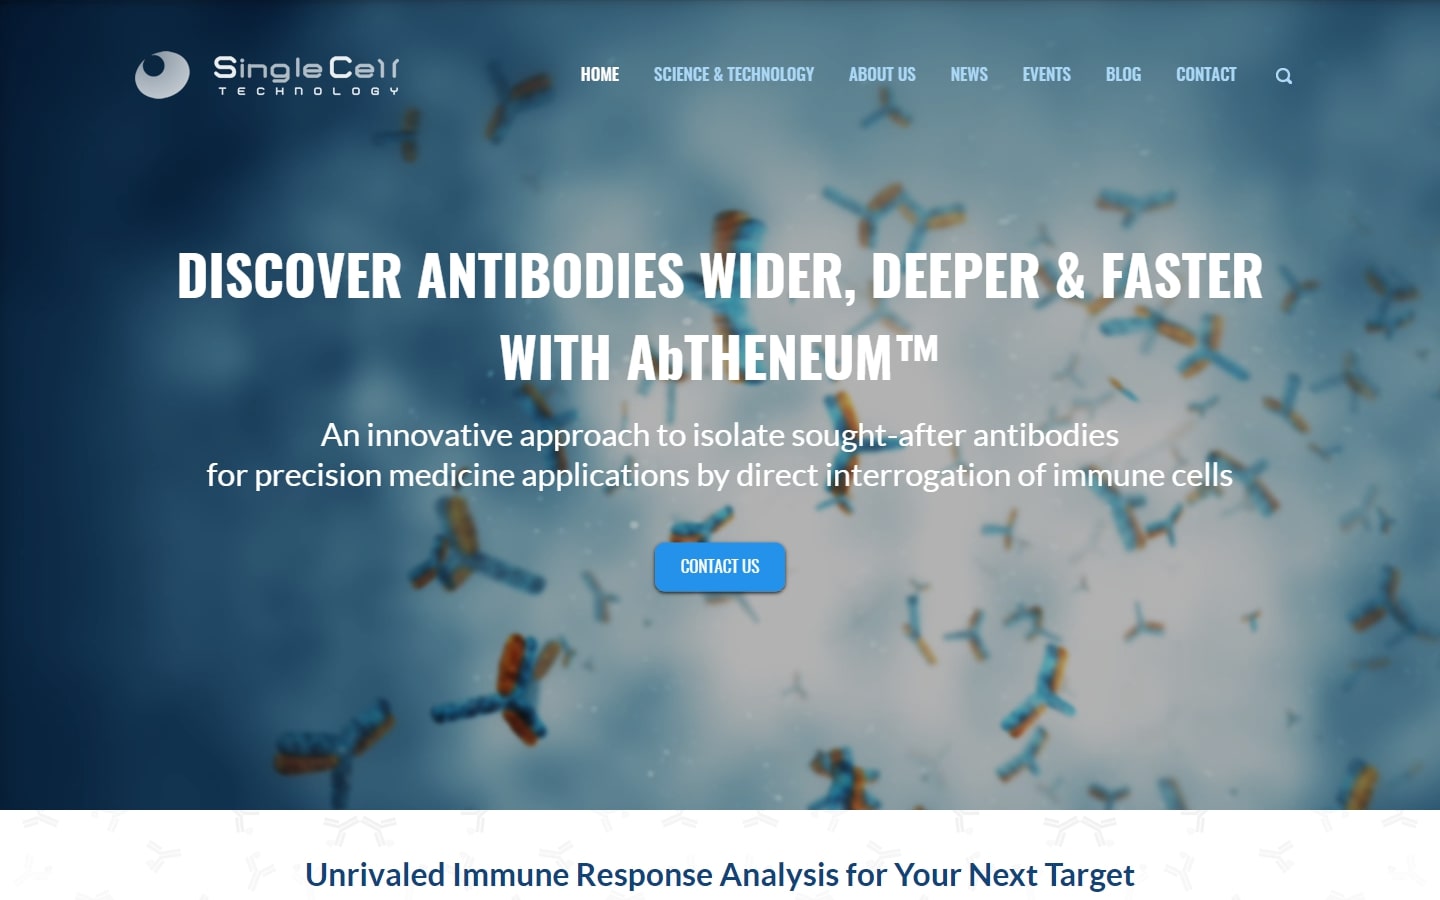 SingleCell
TECHNOLOGY
HOME SCIENCE & TECHNOLOGY ABOUT US NEWS EVENTS BLOG CONTACT
DISCOVER ANTIBODIES WIDER, DEEPER & FASTER
WITH AbTHENEUM™
An innovative approach to isolate sought-after antibodies
for precision medicine applications by direct interrogation of immune cells
CONTACT US
Unrivaled Immune Response Analysis for Your Next Target